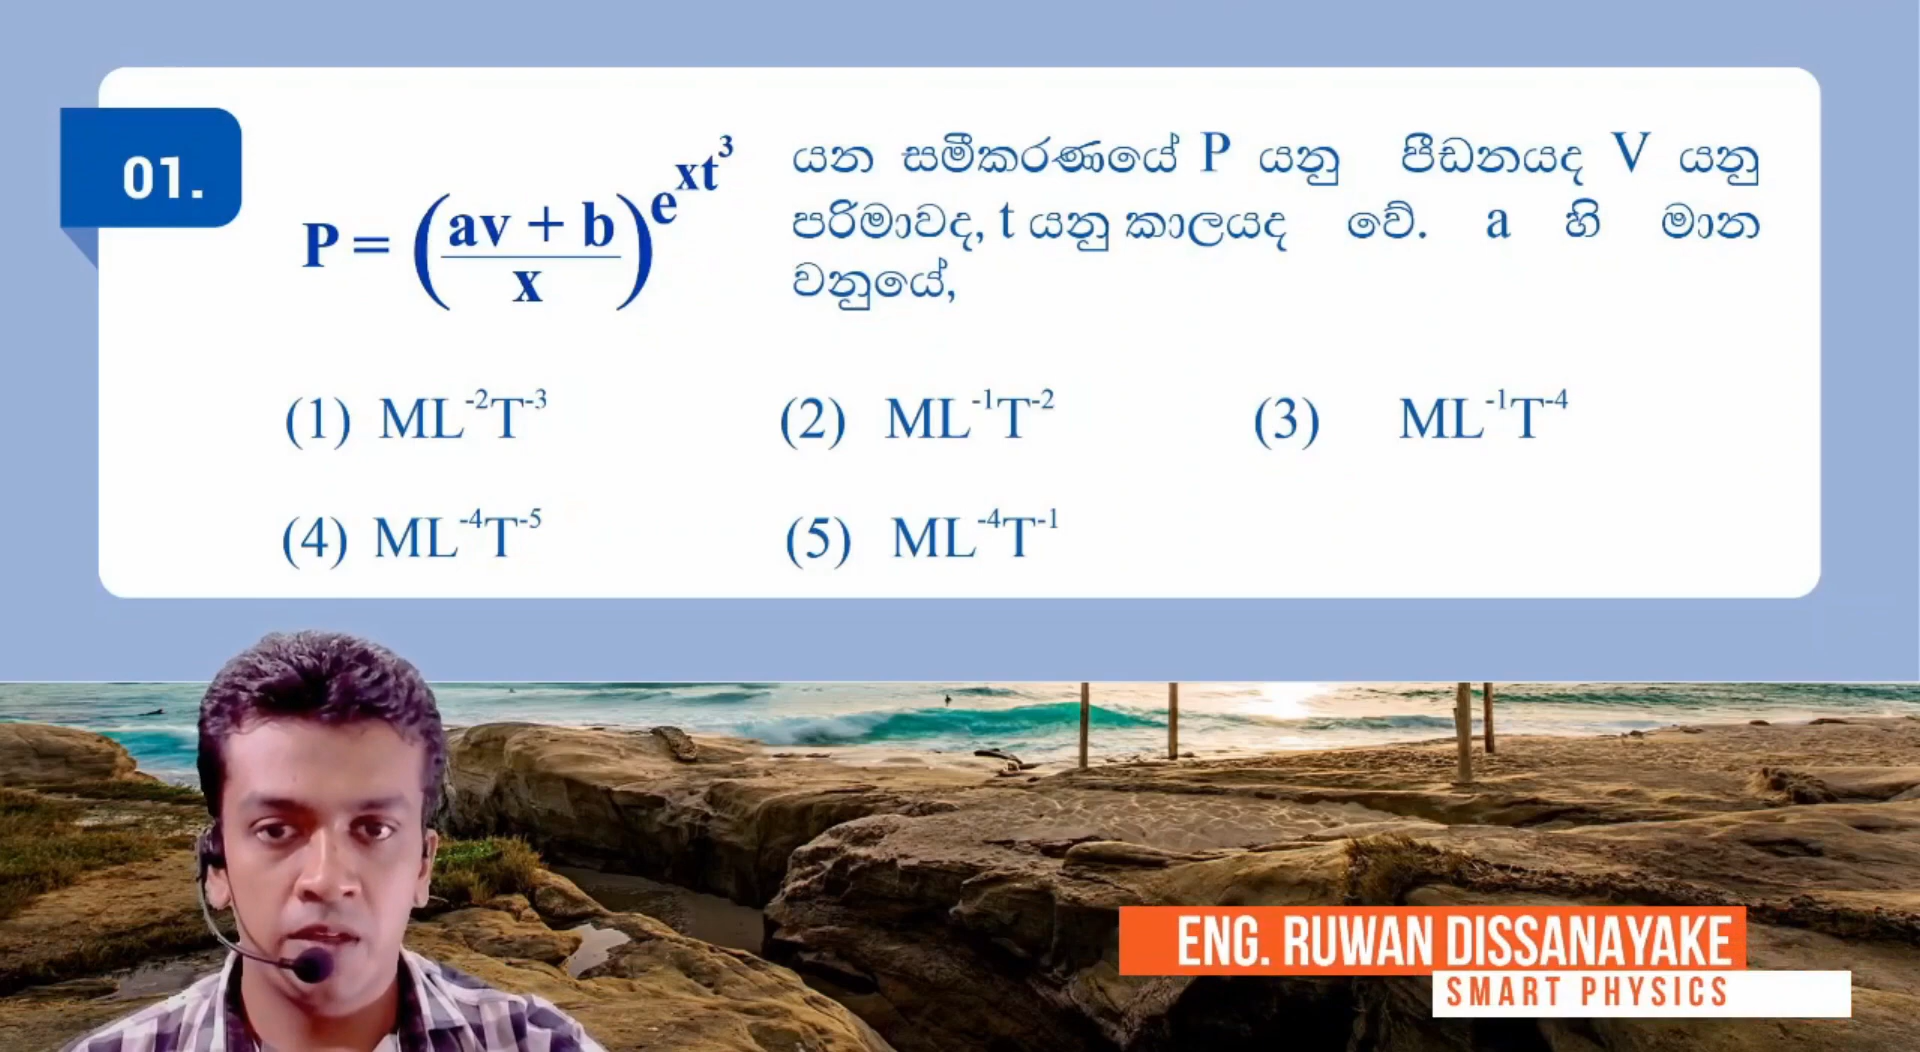 01.
P = (av + b / x) e^xt^3
යන සමීකරණයේ P යනු පීඩනයද V යනු
පරිමාවද, t යනු කාලයද වේ. a හි මාන
වනුයේ,
(1) ML^-2T^-3 (2) ML^-1T^-2 (3) ML^-1T^-4
(4) ML^-4T^-5 (5) ML^-4T^-1
ENG. RUWAN DISSANAYAKE
SMART PHYSICS